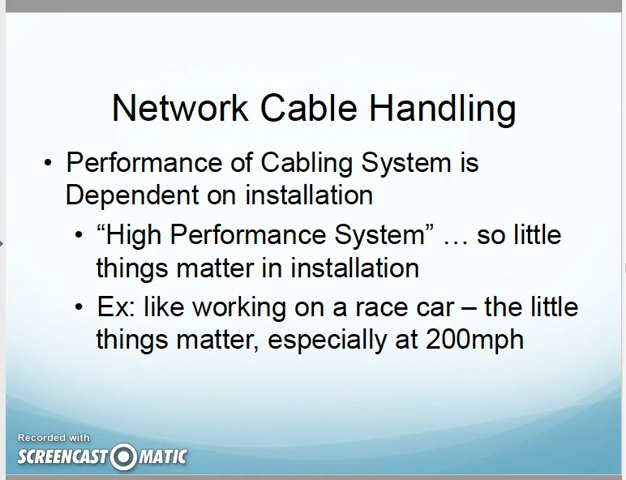 Network Cable Handling
• Performance of Cabling System is
Dependent on installation
• “High Performance System” … so little
things matter in installation
• Ex: like working on a race car – the little
things matter, especially at 200mph
Recorded with
SCREENCAST O MATIC